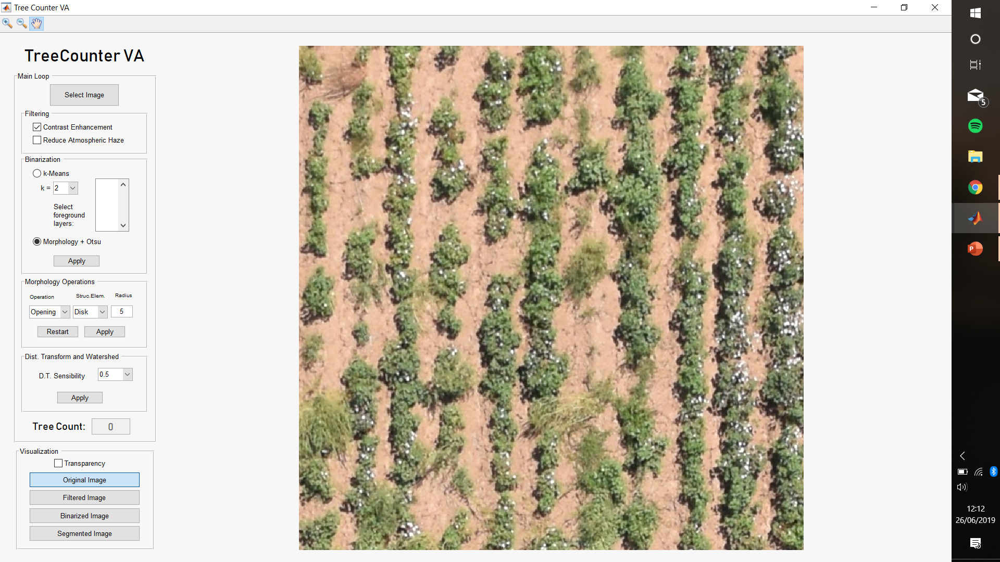 Tree Counter VA
TreeCounter VA
Main Loop
Select Image
Filtering
Contrast Enhancement
Reduce Atmospheric Haze
Binarization
k-Means
k = 2
Select
foreground
layers:
Morphology + Otsu
Apply
Morphology Operations
Operation Struc.Elem. Radius
Opening Disk 5
Restart Apply
Dist. Transform and Watershed
D.T. Sensibility 0.5
Apply
Tree Count: 0
Visualization
Transparency
Original Image
Filtered Image
Binarized Image
Segmented Image
5
P
12:12
26/06/2019